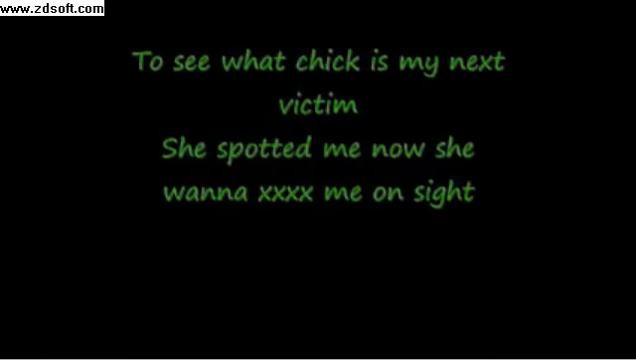 www.zdsoft.com
To see what chick is my next
victim
She spotted me now she
wanna xxxx me on sight